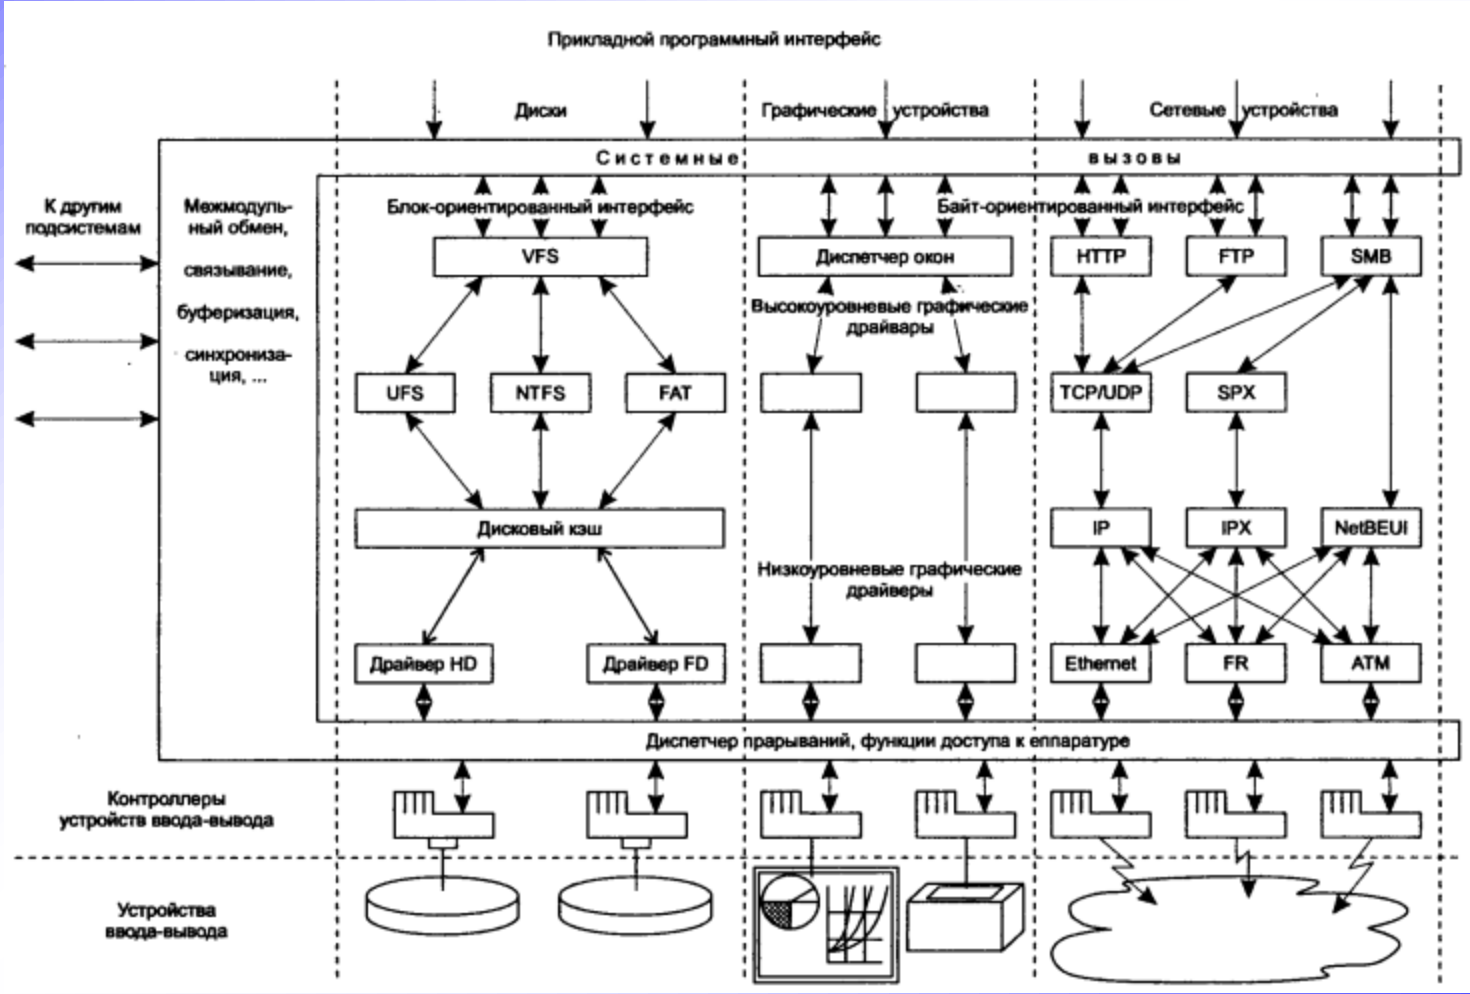 Прикладной программный интерфейс
Диски
Графические устройства
Сетевые устройства
Системные вызовы
К другим
подсистемам
Межмодуль-
ный обмен,
связывание,
буферизация,
синхрониза-
ция, ...
Блок-ориентированный интерфейс
Байт-ориентированный интерфейс
VFS
Диспетчер окон
HTTP
FTP
SMB
Высокоуровневые графические
драйвары
UFS
NTFS
FAT
TCP/UDP
SPX
Дисковый кэш
IP
IPX
NetBEUI
Низкоуровневые графические
драйверы
Драйвер HD
Драйвер FD
Ethernet
FR
ATM
Диспетчер прарываний, функции доступа к еппаратуре
Контроллеры
устройств ввода-вывода
Устройства
ввода-вывода